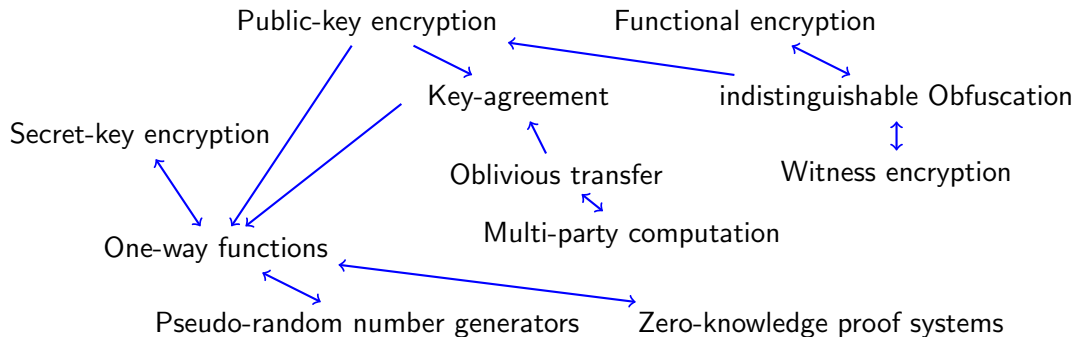 Public-key encryption
Functional encryption
Key-agreement
indistinguishable Obfuscation
Secret-key encryption
Oblivious transfer
Witness encryption
Multi-party computation
One-way functions
Pseudo-random number generators
Zero-knowledge proof systems